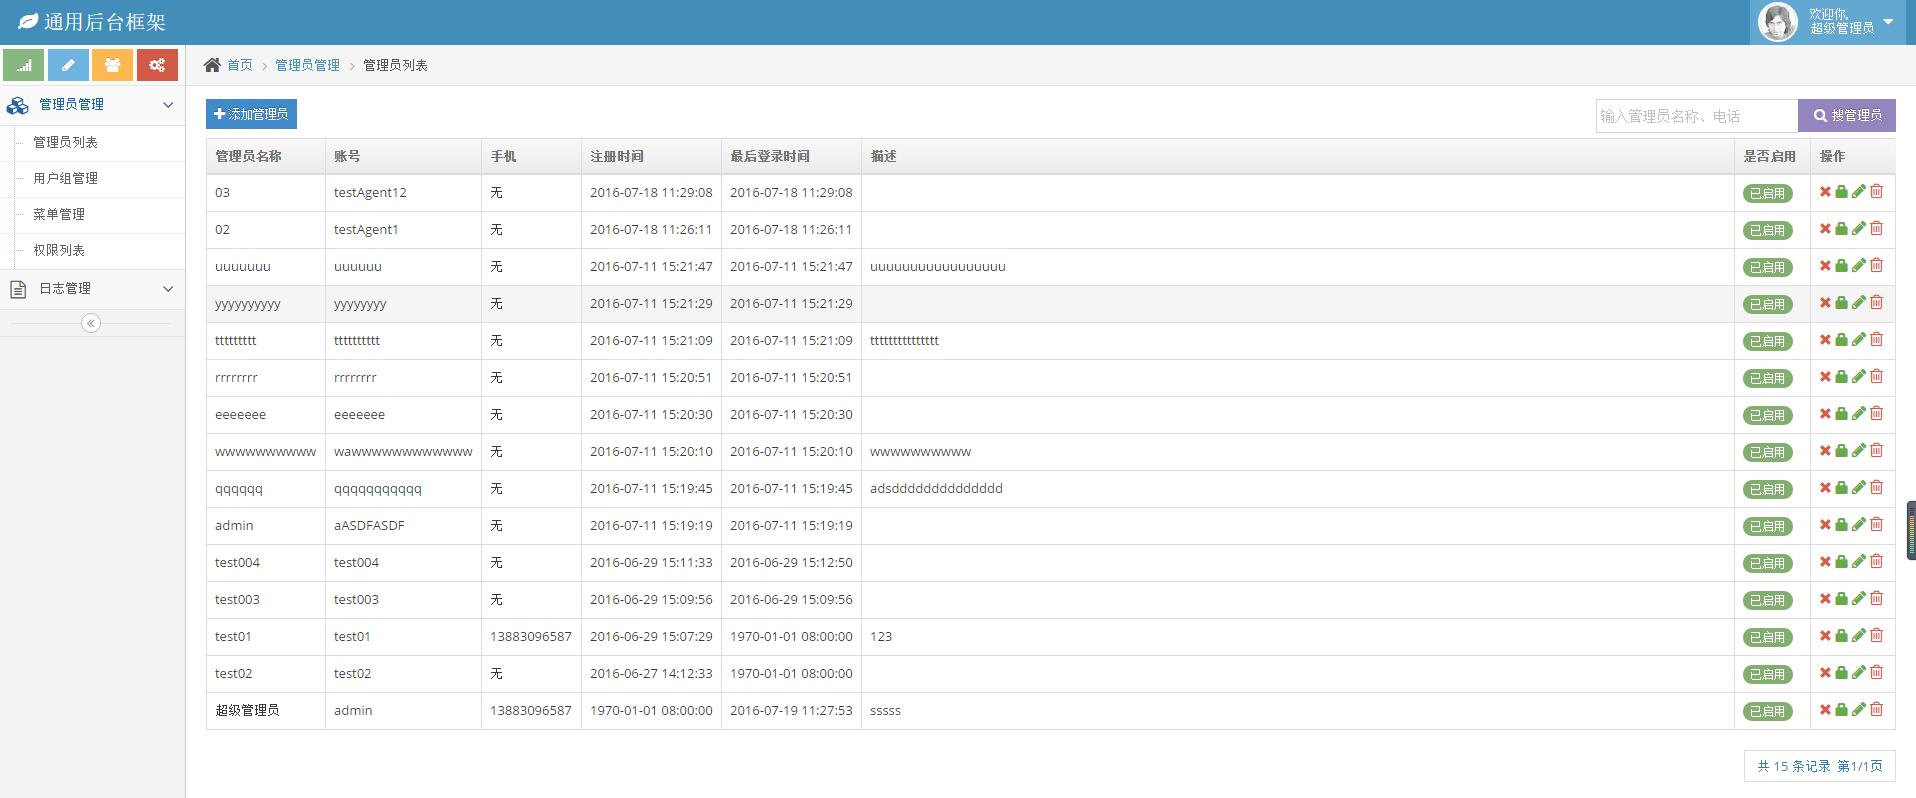 通用后台框架
欢迎你,
超级管理员
首页 管理员管理 管理员列表
管理员管理
管理员列表
用户组管理
菜单管理
权限列表
日志管理
添加管理员
输入管理员名称、电话 搜管理员
管理员名称 账号 手机 注册时间 最后登录时间 描述 是否启用 操作
03 testAgent12 无 2016-07-18 11:29:08 2016-07-18 11:29:08 已启用
02 testAgent1 无 2016-07-18 11:26:11 2016-07-18 11:26:11 已启用
uuuuuuu uuuuuu 无 2016-07-11 15:21:47 2016-07-11 15:21:47 uuuuuuuuuuuuuuuuu 已启用
yyyyyyyyyy yyyyyyyy 无 2016-07-11 15:21:29 2016-07-11 15:21:29 已启用
ttttttttt tttttttttt 无 2016-07-11 15:21:09 2016-07-11 15:21:09 ttttttttttttttt 已启用
rrrrrrrr rrrrrrrr 无 2016-07-11 15:20:51 2016-07-11 15:20:51 已启用
eeeeeee eeeeeee 无 2016-07-11 15:20:30 2016-07-11 15:20:30 已启用
wwwwwwwwww wawwwwwwwwwww 无 2016-07-11 15:20:10 2016-07-11 15:20:10 wwwwwwwwww 已启用
qqqqqq qqqqqqqqqqq 无 2016-07-11 15:19:45 2016-07-11 15:19:45 adsdddddddddddddd 已启用
admin aASDFASDF 无 2016-07-11 15:19:19 2016-07-11 15:19:19 已启用
test004 test004 无 2016-06-29 15:11:33 2016-06-29 15:12:50 已启用
test003 test003 无 2016-06-29 15:09:56 2016-06-29 15:09:56 已启用
test01 test01 13883096587 2016-06-29 15:07:29 1970-01-01 08:00:00 123 已启用
test02 test02 无 2016-06-27 14:12:33 1970-01-01 08:00:00 已启用
超级管理员 admin 13883096587 1970-01-01 08:00:00 2016-07-19 11:27:53 sssss 已启用
共 15 条记录 第1/1页